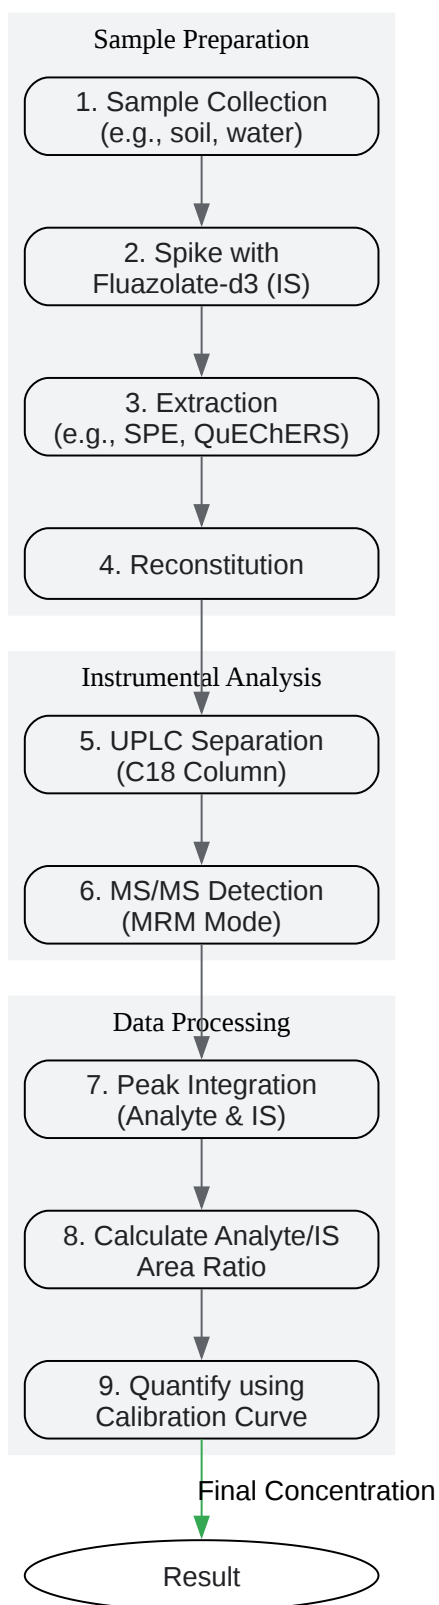 Sample Preparation
1. Sample Collection
(e.g., soil, water)
2. Spike with
Fluazolate-d3 (IS)
3. Extraction
(e.g., SPE, QuEChERS)
4. Reconstitution
Instrumental Analysis
5. UPLC Separation
(C18 Column)
6. MS/MS Detection
(MRM Mode)
Data Processing
7. Peak Integration
(Analyte & IS)
8. Calculate Analyte/IS
Area Ratio
9. Quantify using
Calibration Curve
Final Concentration
Result